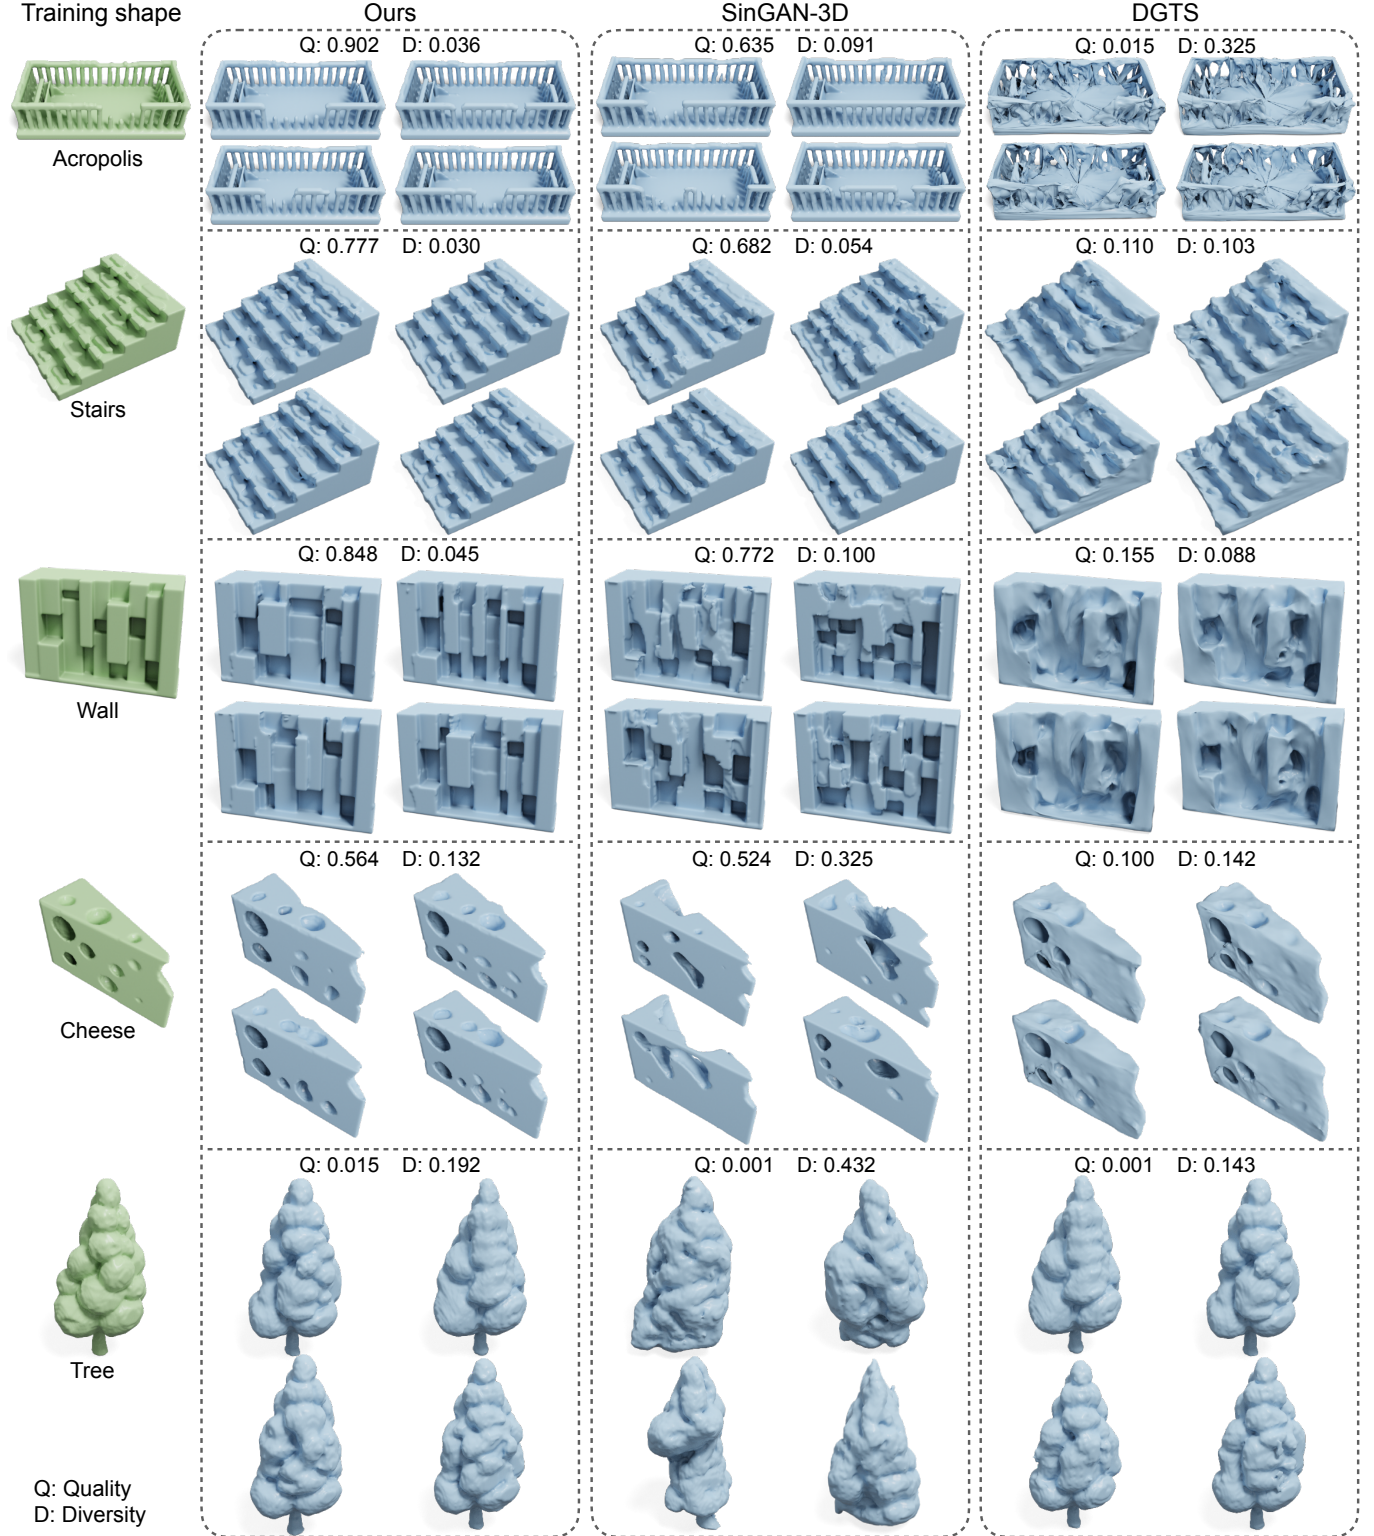 Training shape Ours SinGAN-3D DGTS
Q: 0.902 D: 0.036 Q: 0.635 D: 0.091 Q: 0.015 D: 0.325
Acropolis
Q: 0.777 D: 0.030 Q: 0.682 D: 0.054 Q: 0.110 D: 0.103
Stairs
Q: 0.848 D: 0.045 Q: 0.772 D: 0.100 Q: 0.155 D: 0.088
Wall
Q: 0.564 D: 0.132 Q: 0.524 D: 0.325 Q: 0.100 D: 0.142
Cheese
Q: 0.015 D: 0.192 Q: 0.001 D: 0.432 Q: 0.001 D: 0.143
Tree
Q: Quality
D: Diversity